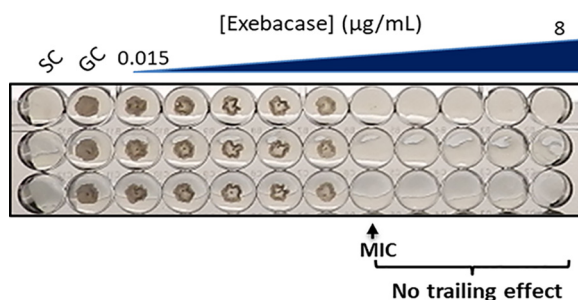 [Exebacase] (µg/mL)
SC GC 0.015 8
MIC
No trailing effect